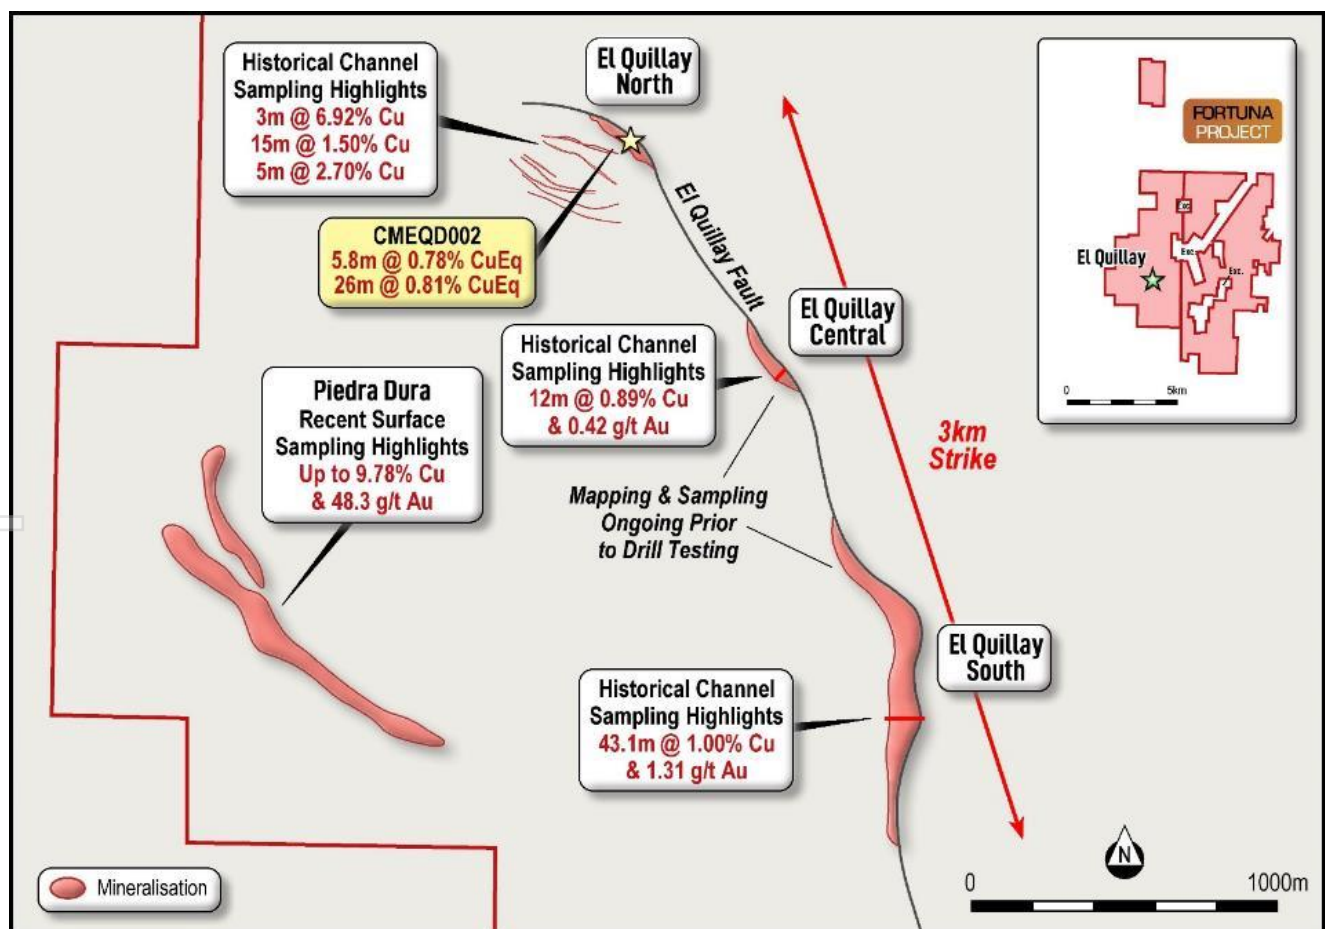 Historical Channel
Sampling Highlights
3m @ 6.92% Cu
15m @ 1.50% Cu
5m @ 2.70% Cu
El Quillay
North
CMEQD002
5.8m @ 0.78% CuEq
26m @ 0.81% CuEq
El Quillay Fault
El Quillay
Central
Historical Channel
Sampling Highlights
12m @ 0.89% Cu
& 0.42 g/t Au
Piedra Dura
Recent Surface
Sampling Highlights
Up to 9.78% Cu
& 48.3 g/t Au
Mapping & Sampling
Ongoing Prior
to Drill Testing
3km
Strike
El Quillay
South
Historical Channel
Sampling Highlights
43.1m @ 1.00% Cu
& 1.31 g/t Au
FORTUNA
PROJECT
Exc.
Exc.
Exc.
El Quillay
0 5km
Mineralisation
N
0 1000m